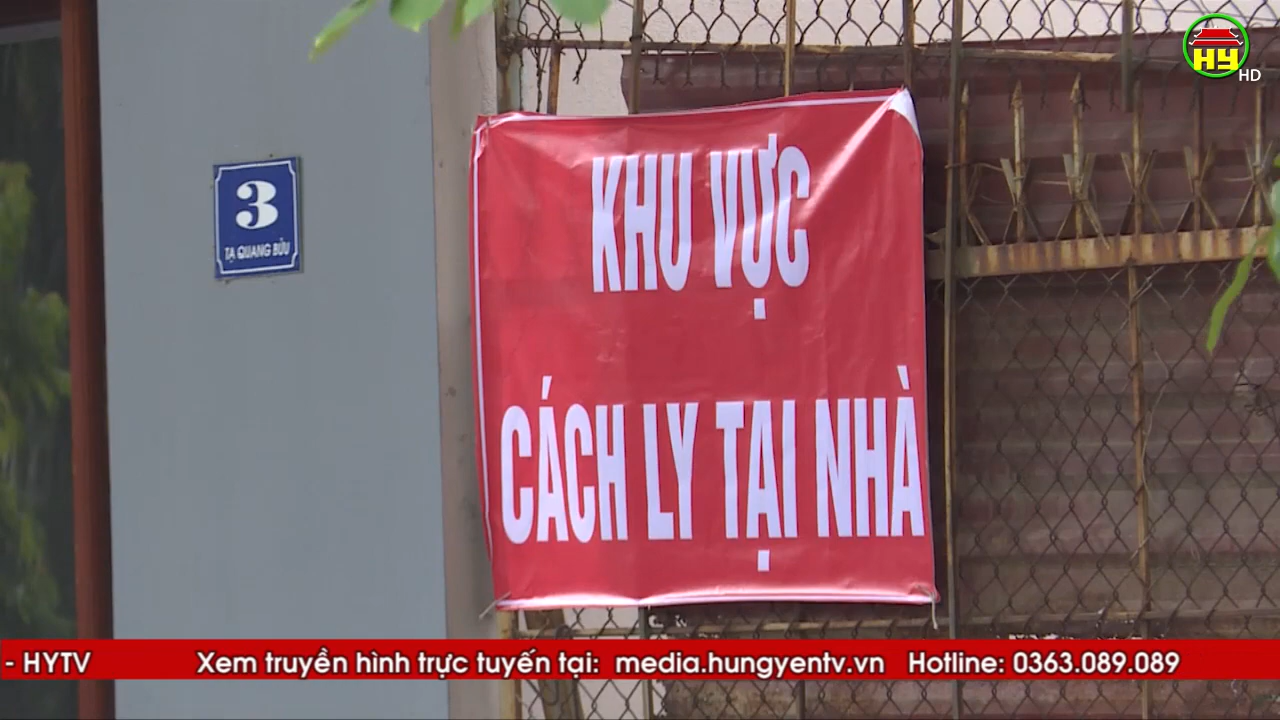 HY
HD
3
TẠ QUANG BỬU
KHU VỰC
CÁCH LY TẠI NHÀ
- HYTV Xem truyền hình trực tuyến tại: media.hungyentv.vn Hotline: 0363.089.089